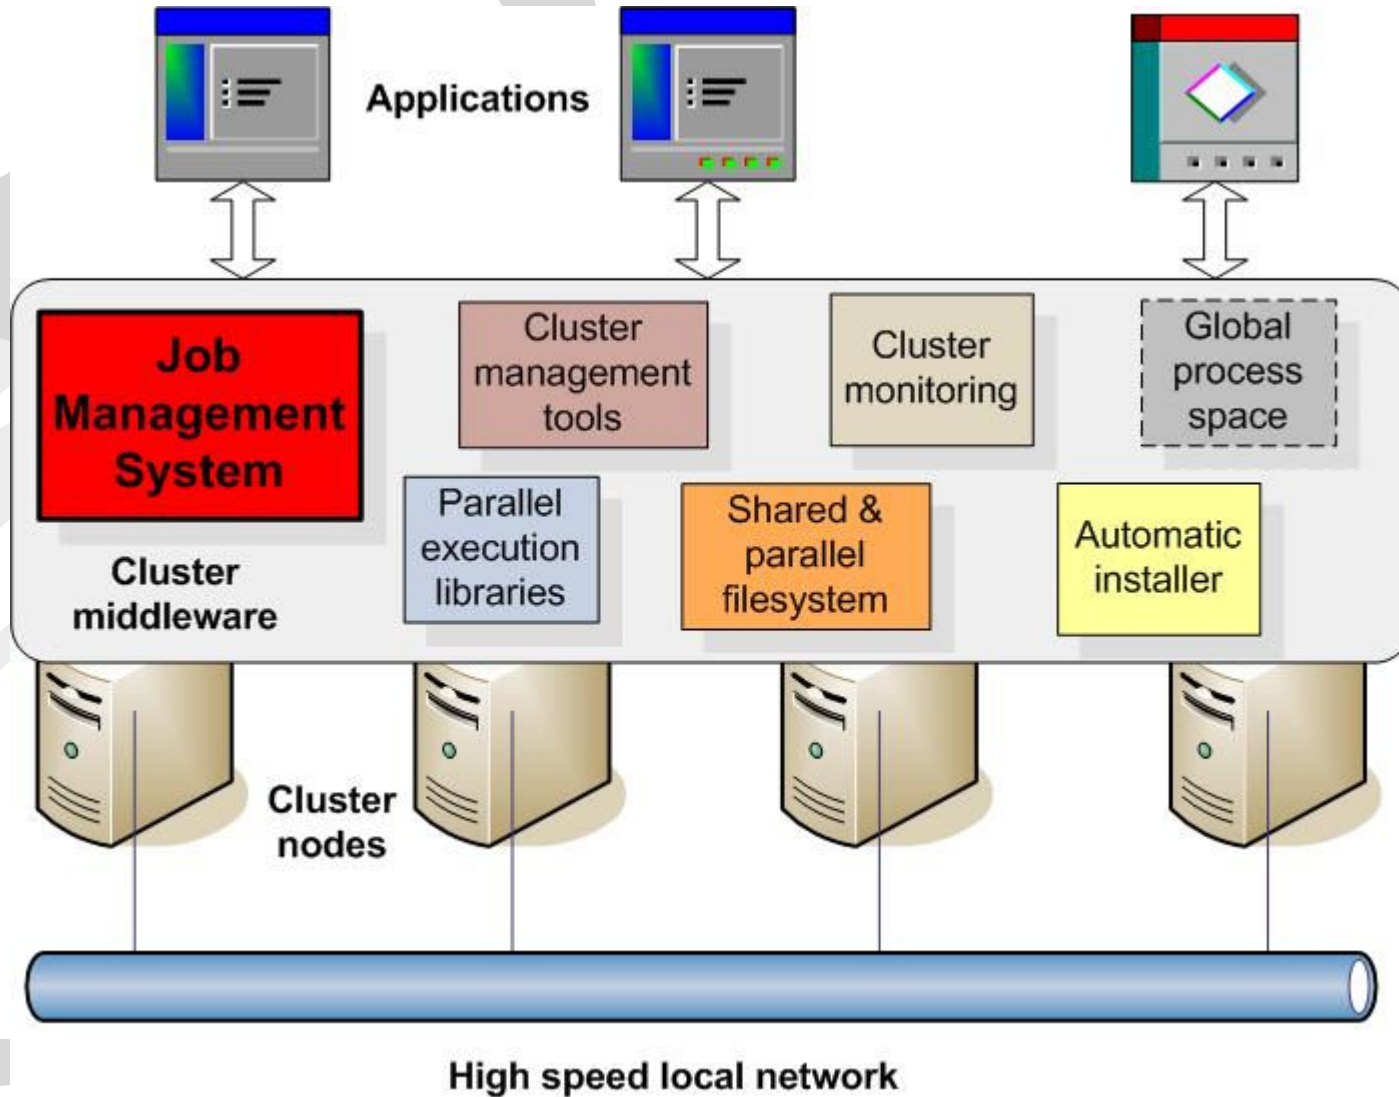 Applications
Job
Management
System
Cluster
management
tools
Cluster
monitoring
Global
process
space
Parallel
execution
libraries
Shared &
parallel
filesystem
Automatic
installer
Cluster
middleware
Cluster
nodes
High speed local network